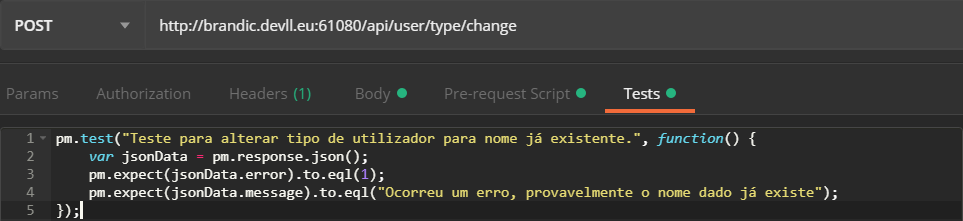 POST http://brandic.devll.eu:61080/api/user/type/change
Params Authorization Headers (1) Body Pre-request Script Tests
1 pm.test("Teste para alterar tipo de utilizador para nome já existente.", function() {
2 var jsonData = pm.response.json();
3 pm.expect(jsonData.error).to.eql(1);
4 pm.expect(jsonData.message).to.eql("Ocorreu um erro, provavelmente o nome dado já existe");
5 });